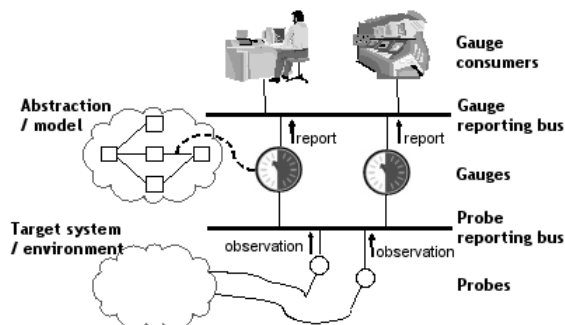 Gauge
consumers
Abstraction
/ model
Gauge
reporting bus
report
report
Gauges
Target system
/ environment
Probe
reporting bus
observation
observation
Probes